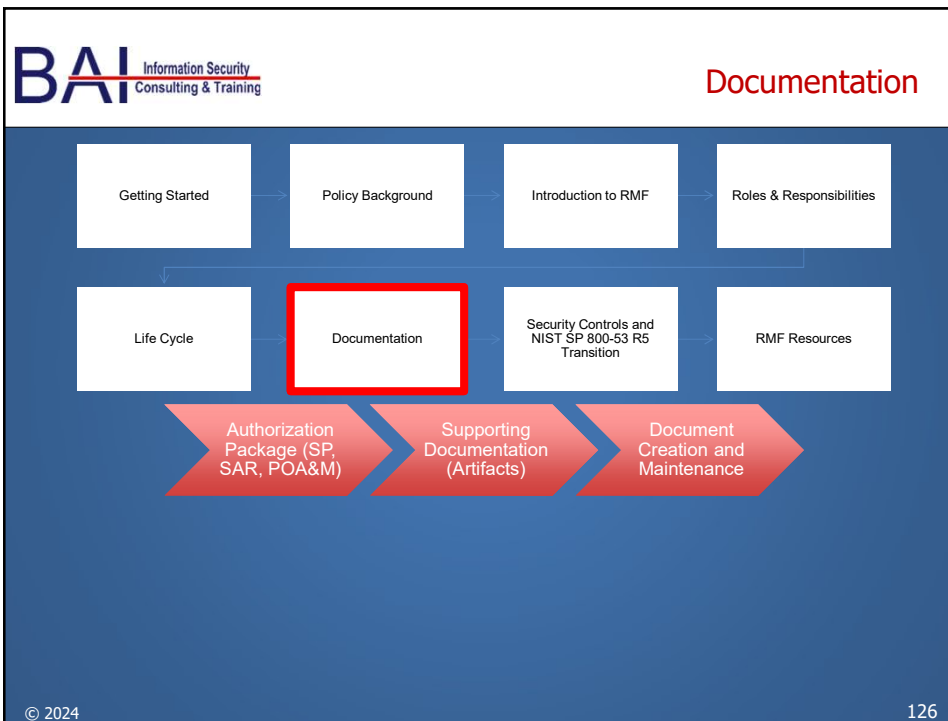 BAI Information Security
Consulting & Training
Documentation
Getting Started
Policy Background
Introduction to RMF
Roles & Responsibilities
Life Cycle
Documentation
Security Controls and
NIST SP 800-53 R5
Transition
RMF Resources
Authorization
Package (SP,
SAR, POA&M)
Supporting
Documentation
(Artifacts)
Document
Creation and
Maintenance
© 2024
126